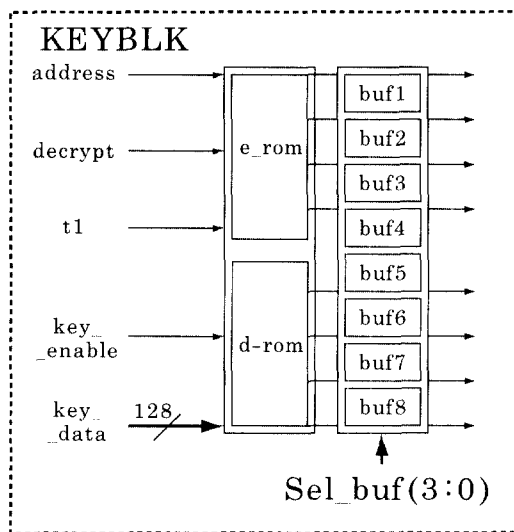 KEYBLK
address
decrypt
t1
key_
_enable
key_
_data
128
e_rom
d-rom
buf1
buf2
buf3
buf4
buf5
buf6
buf7
buf8
Sel_buf(3:0)